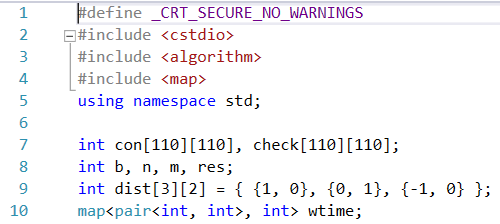 1 #define _CRT_SECURE_NO_WARNINGS
2 #include <cstdio>
3 #include <algorithm>
4 #include <map>
5 using namespace std;
6
7 int con[110][110], check[110][110];
8 int b, n, m, res;
9 int dist[3][2] = { {1, 0}, {0, 1}, {-1, 0} };
10 map<pair<int, int>, int> wtime;